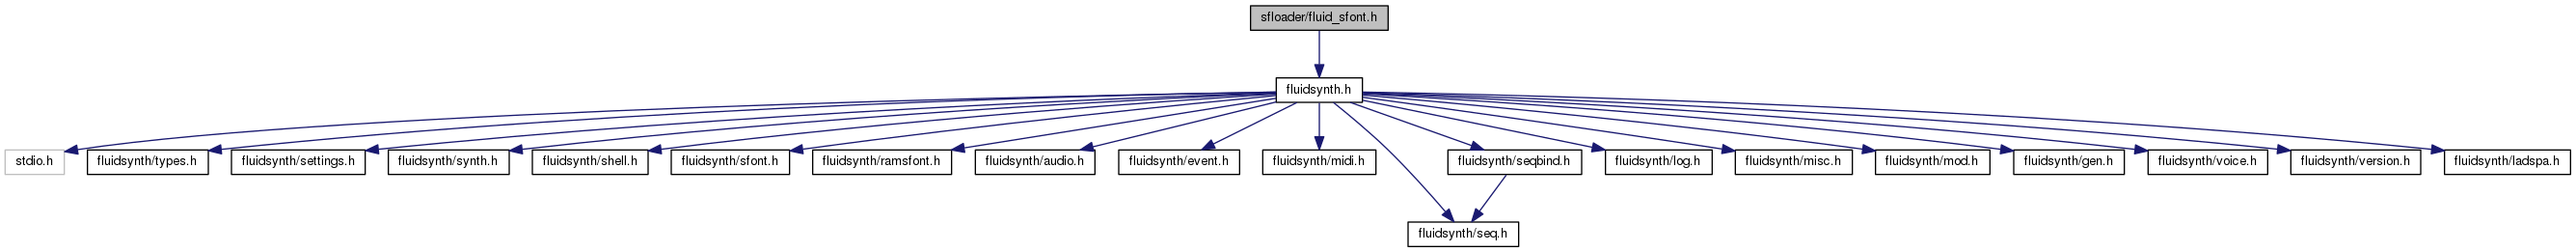 sfloader/fluid_sfont.h
fluidsynth.h
stdio.h
fluidsynth/types.h
fluidsynth/settings.h
fluidsynth/synth.h
fluidsynth/shell.h
fluidsynth/sfont.h
fluidsynth/ramsfont.h
fluidsynth/audio.h
fluidsynth/event.h
fluidsynth/midi.h
fluidsynth/seqbind.h
fluidsynth/log.h
fluidsynth/misc.h
fluidsynth/mod.h
fluidsynth/gen.h
fluidsynth/voice.h
fluidsynth/version.h
fluidsynth/ladspa.h
fluidsynth/seq.h